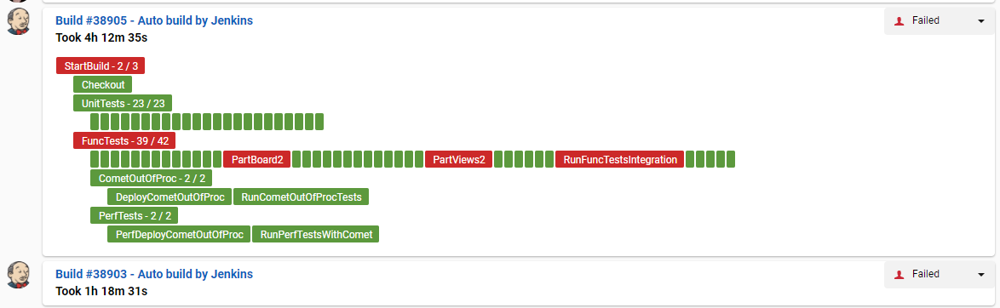 Build #38905 - Auto build by Jenkins
Failed
Took 4h 12m 35s
StartBuild - 2 / 3
Checkout
UnitTests - 23 / 23
FuncTests - 39 / 42
PartBoard2 PartViews2 RunFuncTestsIntegration
CometOutOfProc - 2 / 2
DeployCometOutOfProc RunCometOutOfProcTests
PerfTests - 2 / 2
PerfDeployCometOutOfProc RunPerfTestsWithComet
Build #38903 - Auto build by Jenkins
Failed
Took 1h 18m 31s